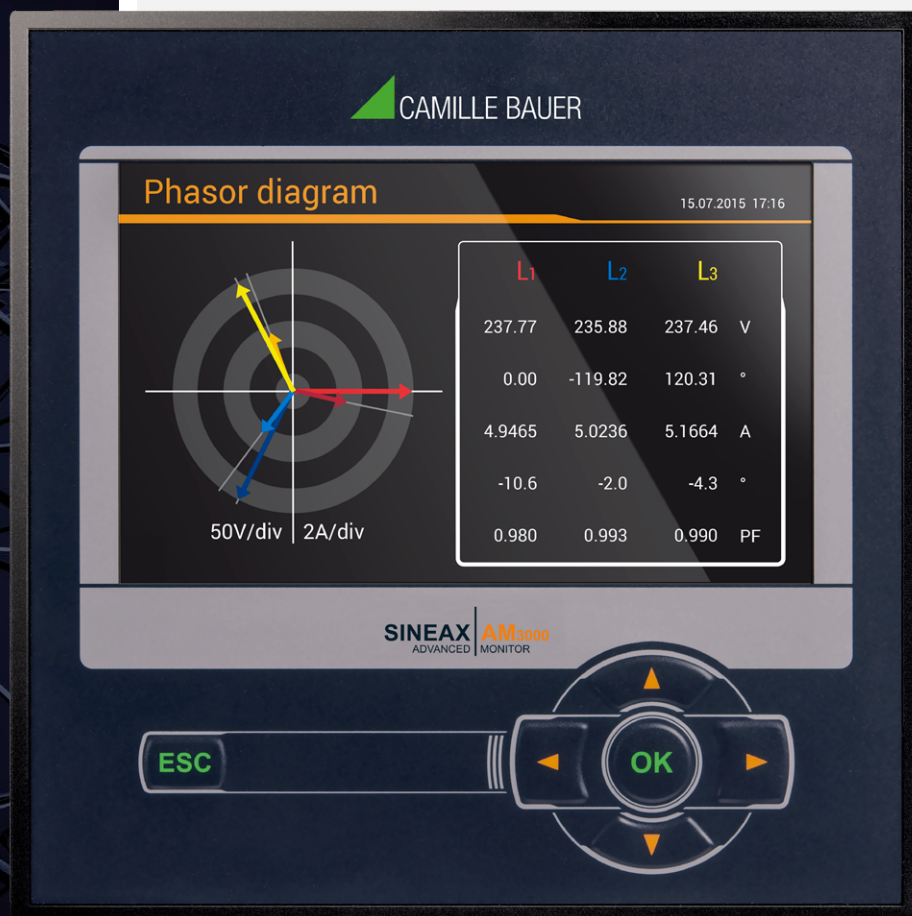 CAMILLE BAUER
Phasor diagram
15.07.2015 17:16
L1 L2 L3
237.77 235.88 237.46 V
0.00 -119.82 120.31 °
4.9465 5.0236 5.1664 A
-10.6 -2.0 -4.3 °
0.980 0.993 0.990 PF
50V/div 2A/div
SINEAX AM3000
ADVANCED MONITOR
ESC
OK